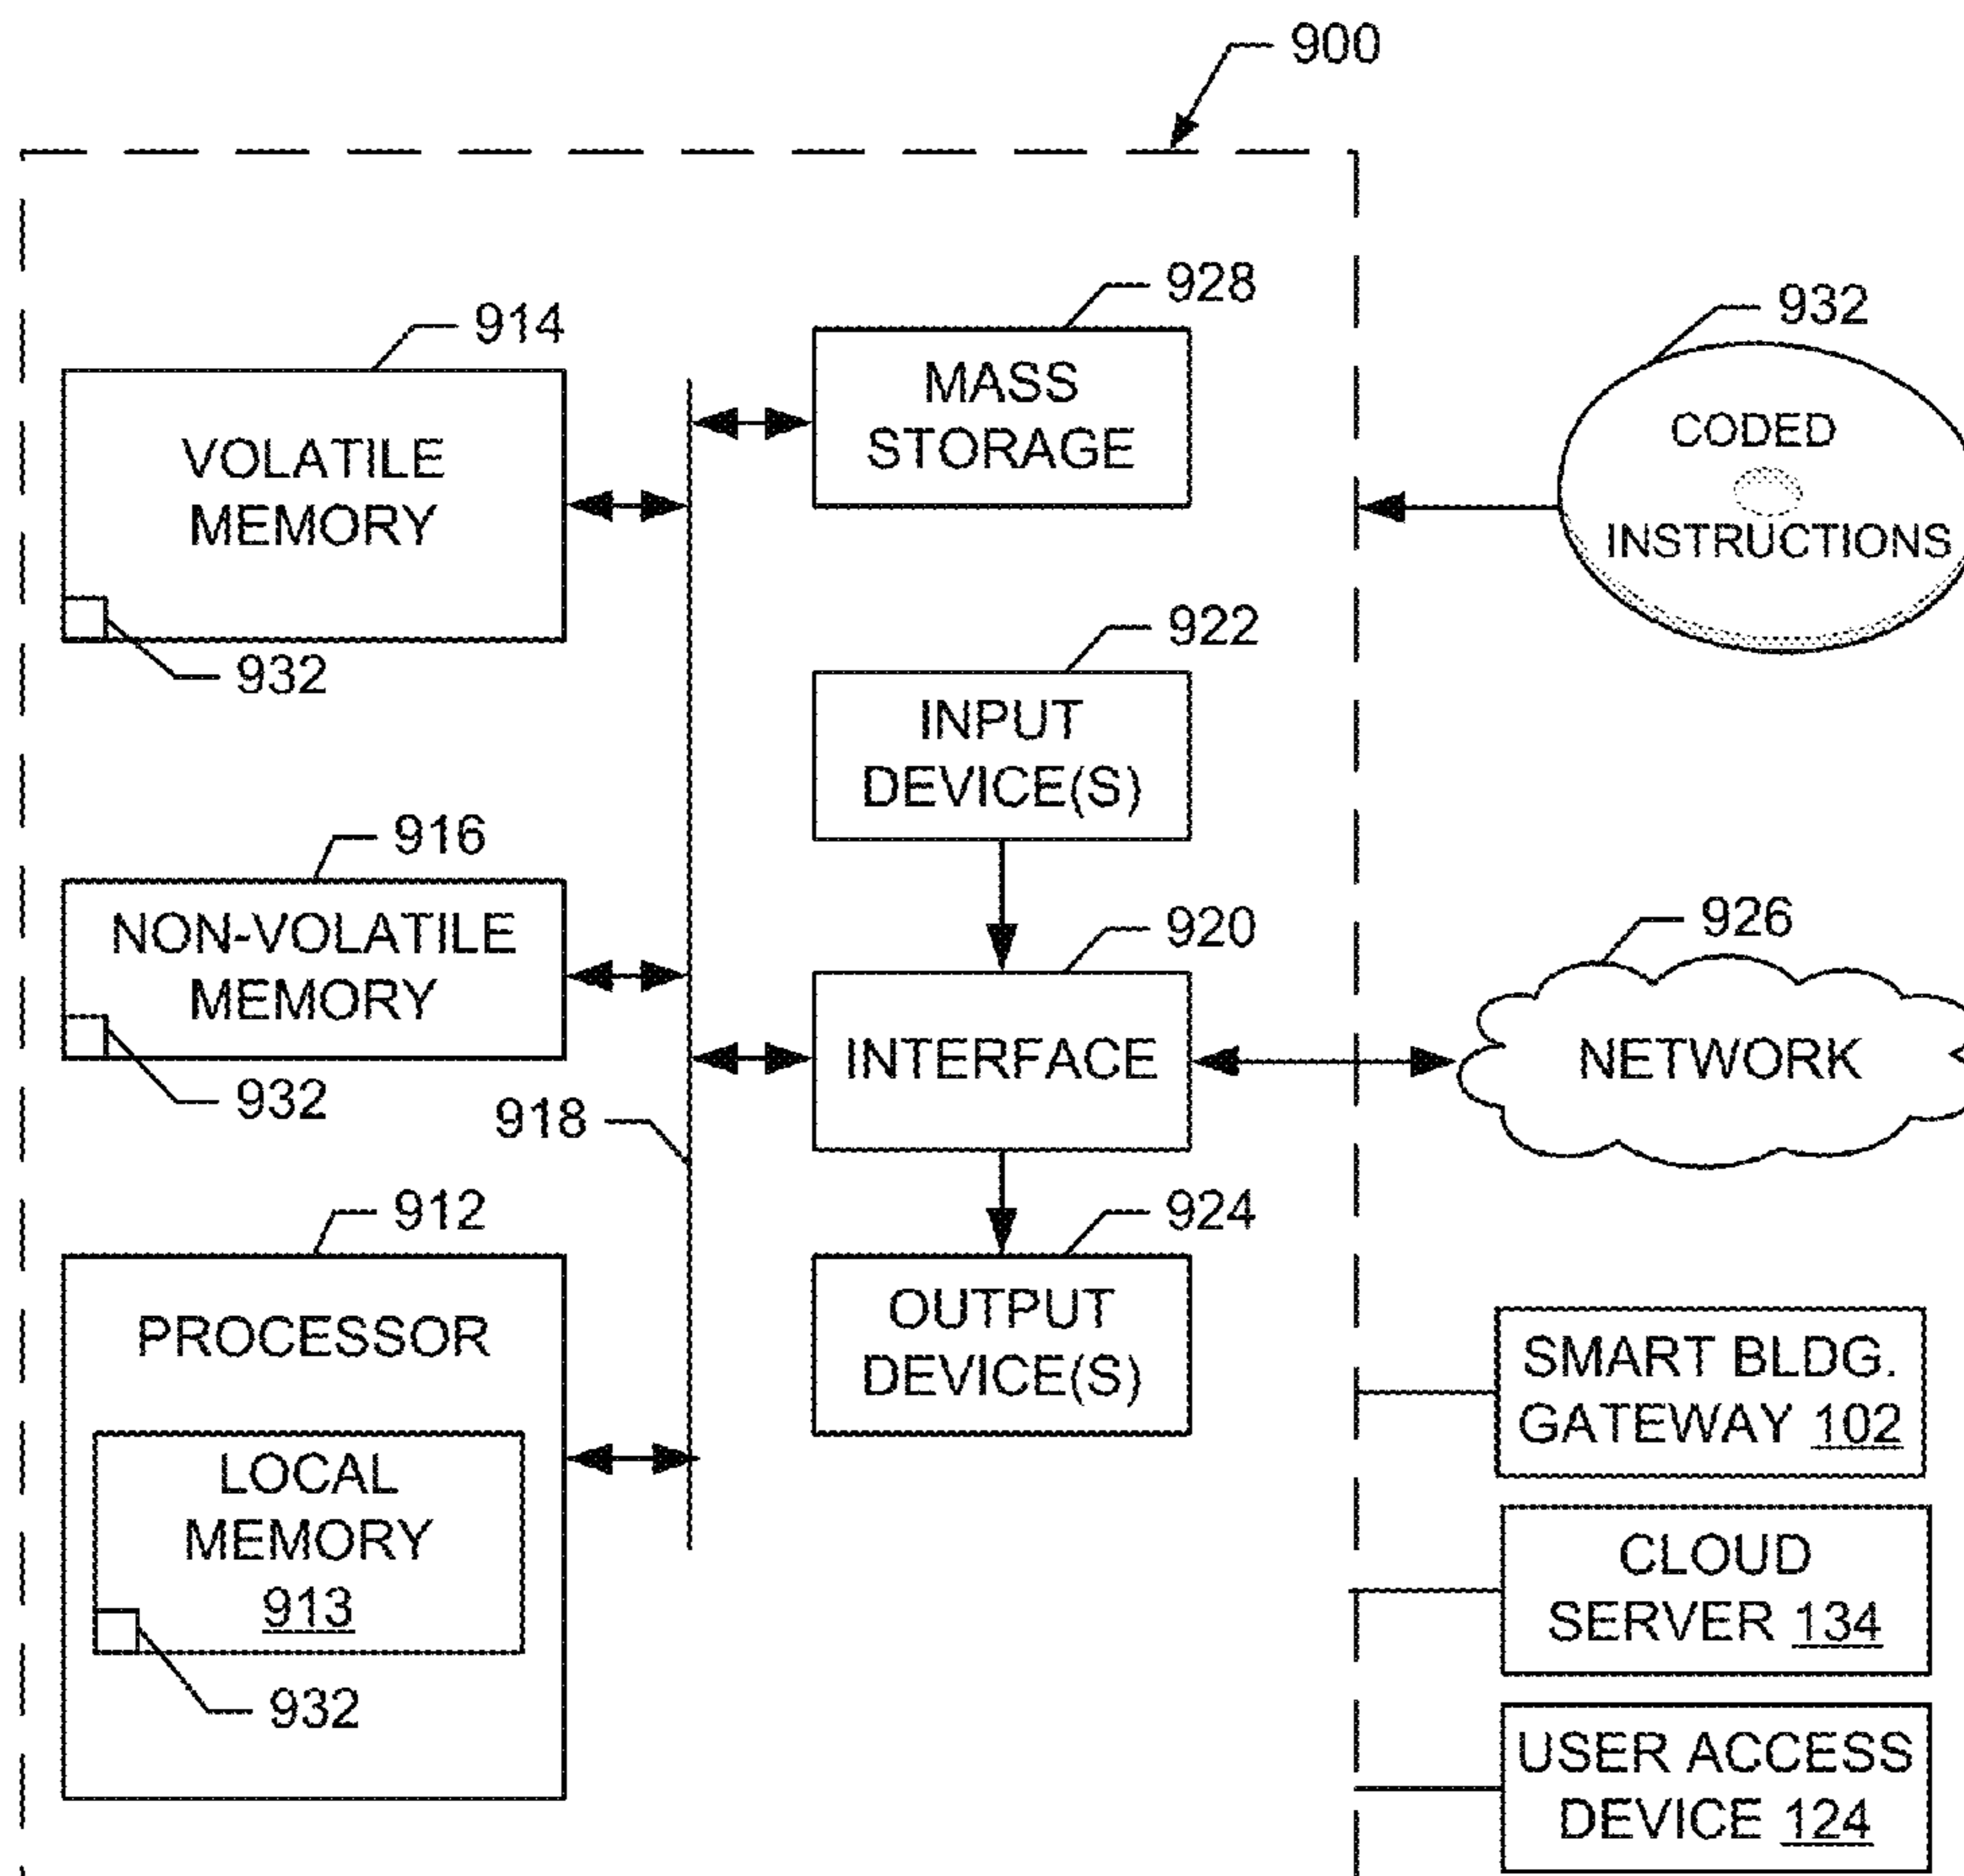 900
928
914
MASS
STORAGE
932
CODED
INSTRUCTIONS
VOLATILE
MEMORY
932
922
INPUT
DEVICE(S)
916
NON-VOLATILE
MEMORY
932
920
INTERFACE
926
NETWORK
918
912
PROCESSOR
LOCAL
MEMORY
913
932
924
OUTPUT
DEVICE(S)
SMART BLDG.
GATEWAY 102
CLOUD
SERVER 134
USER ACCESS
DEVICE 124